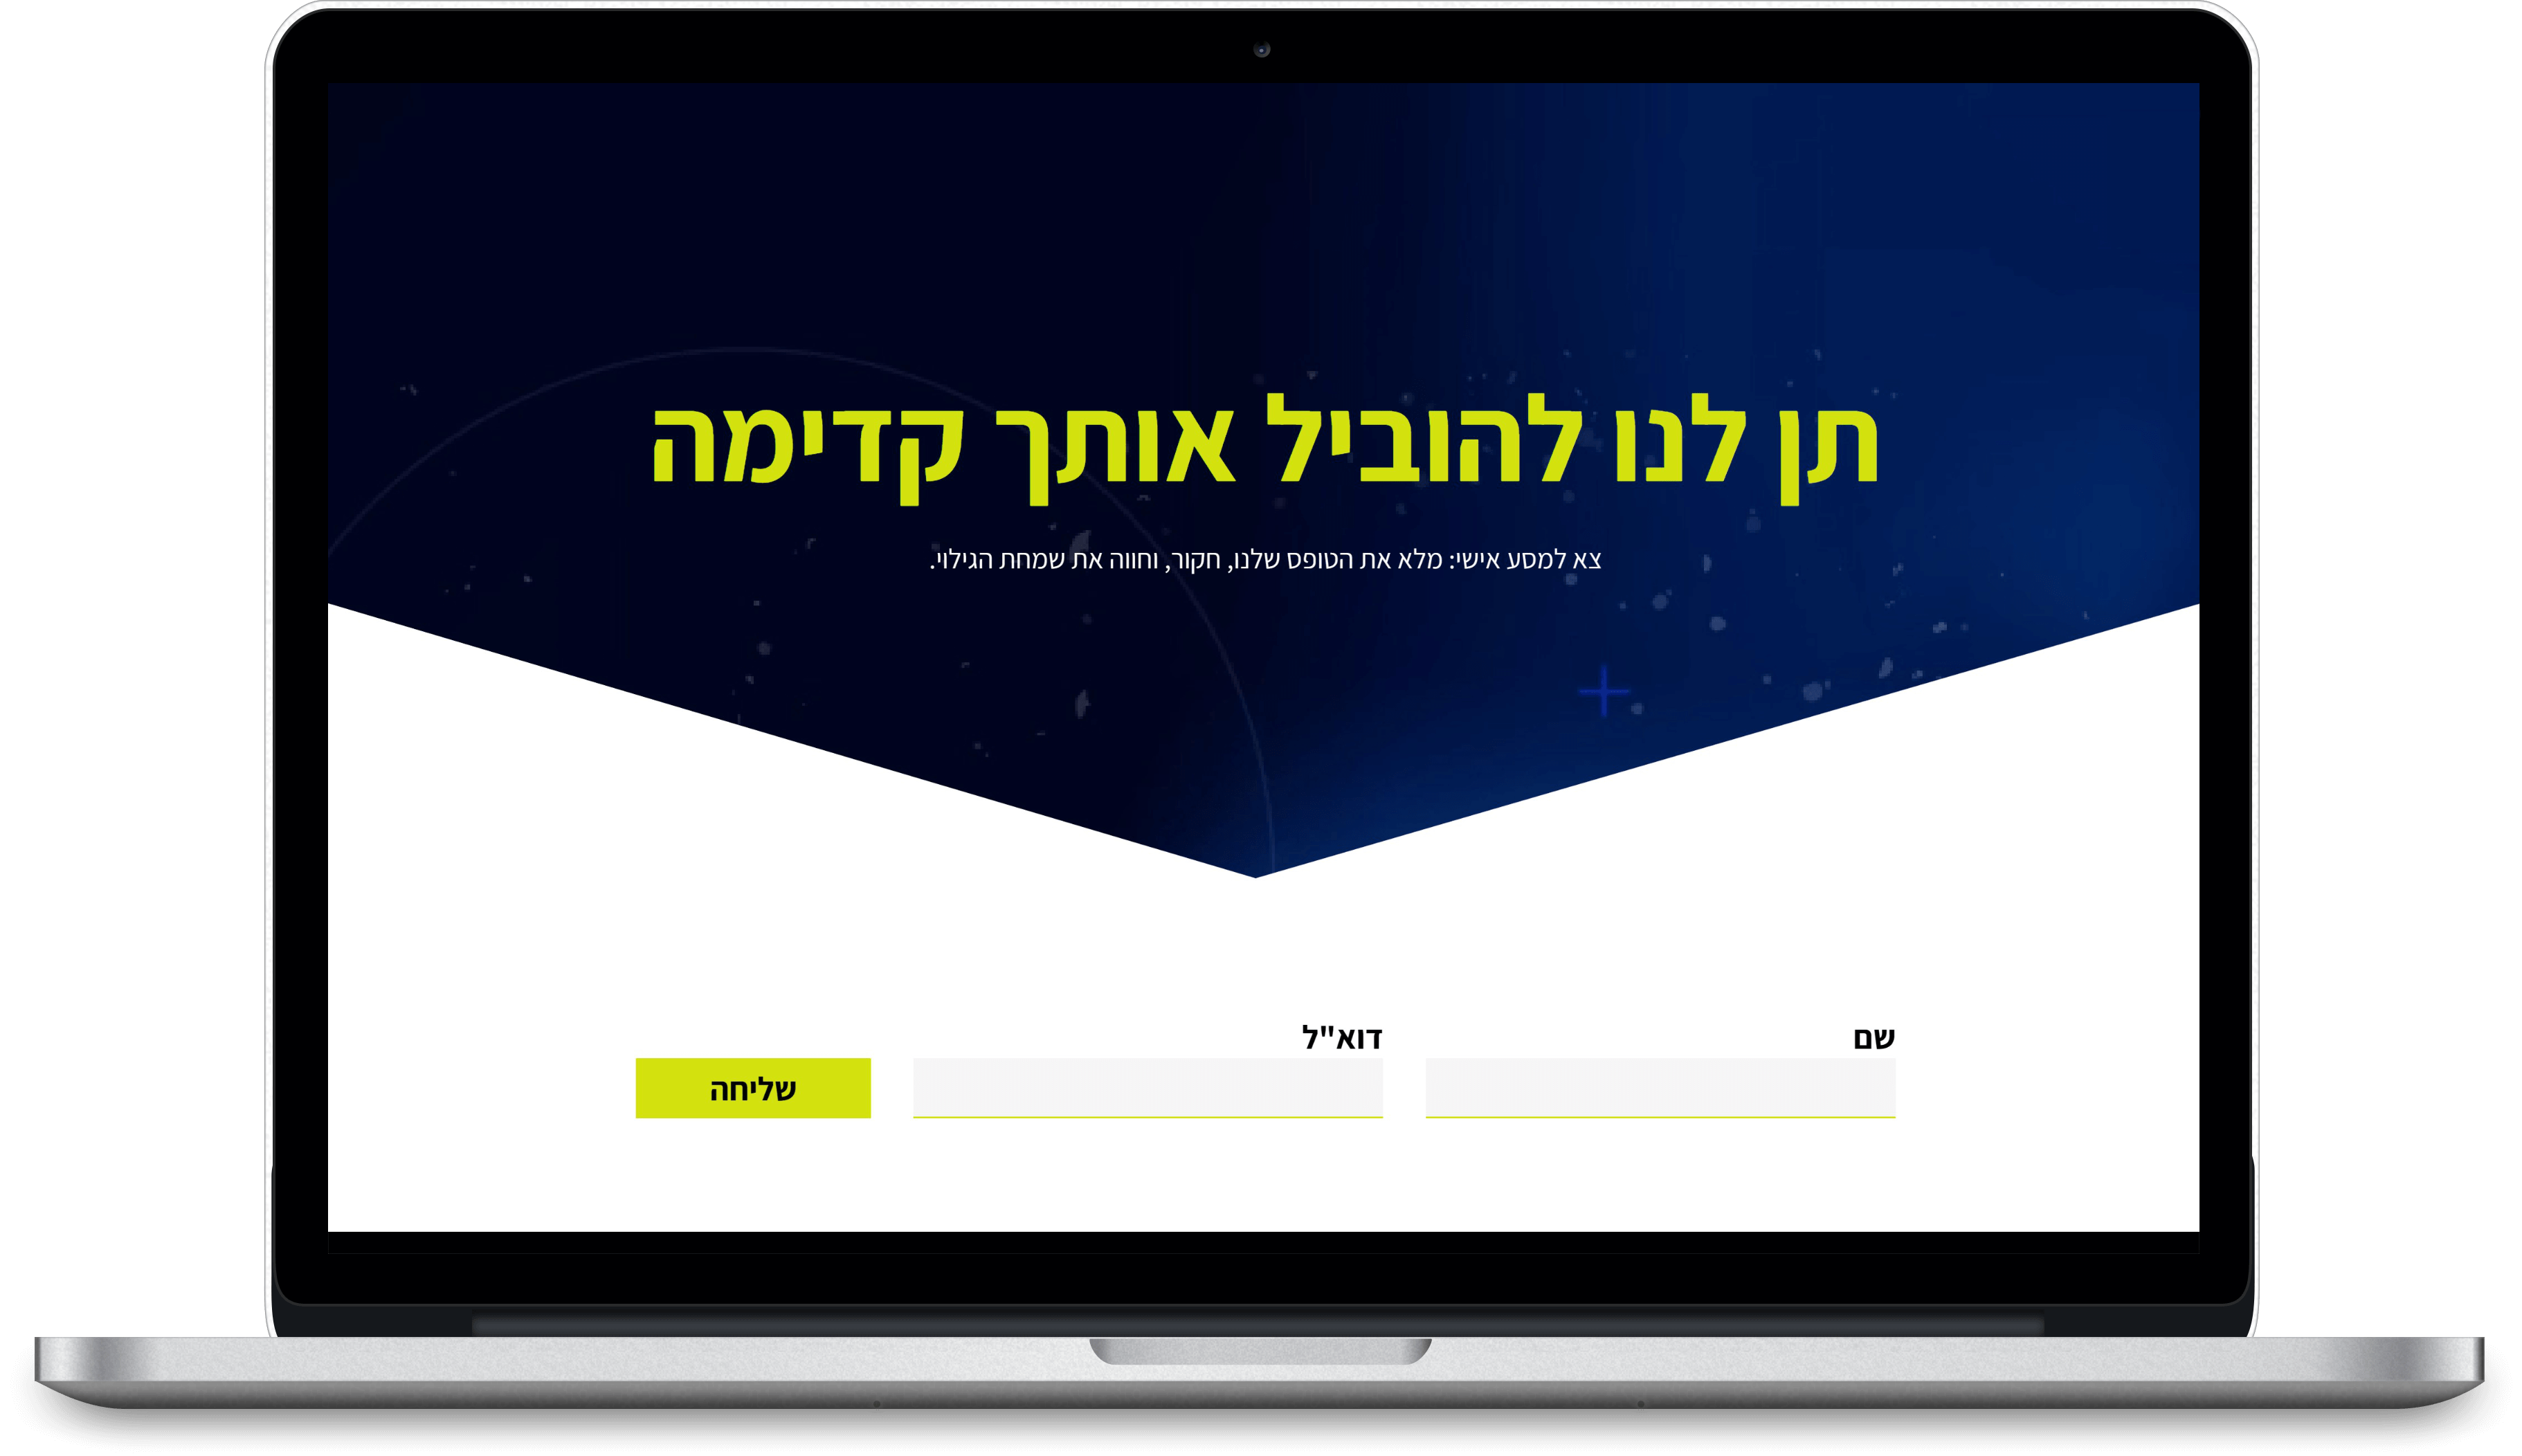 תן לנו להוביל אותך קדימה
צא למסע אישי: מלא את הטופס שלנו, חקור, וחווה את שמחת הגילוי.
שם
דוא"ל
שליחה